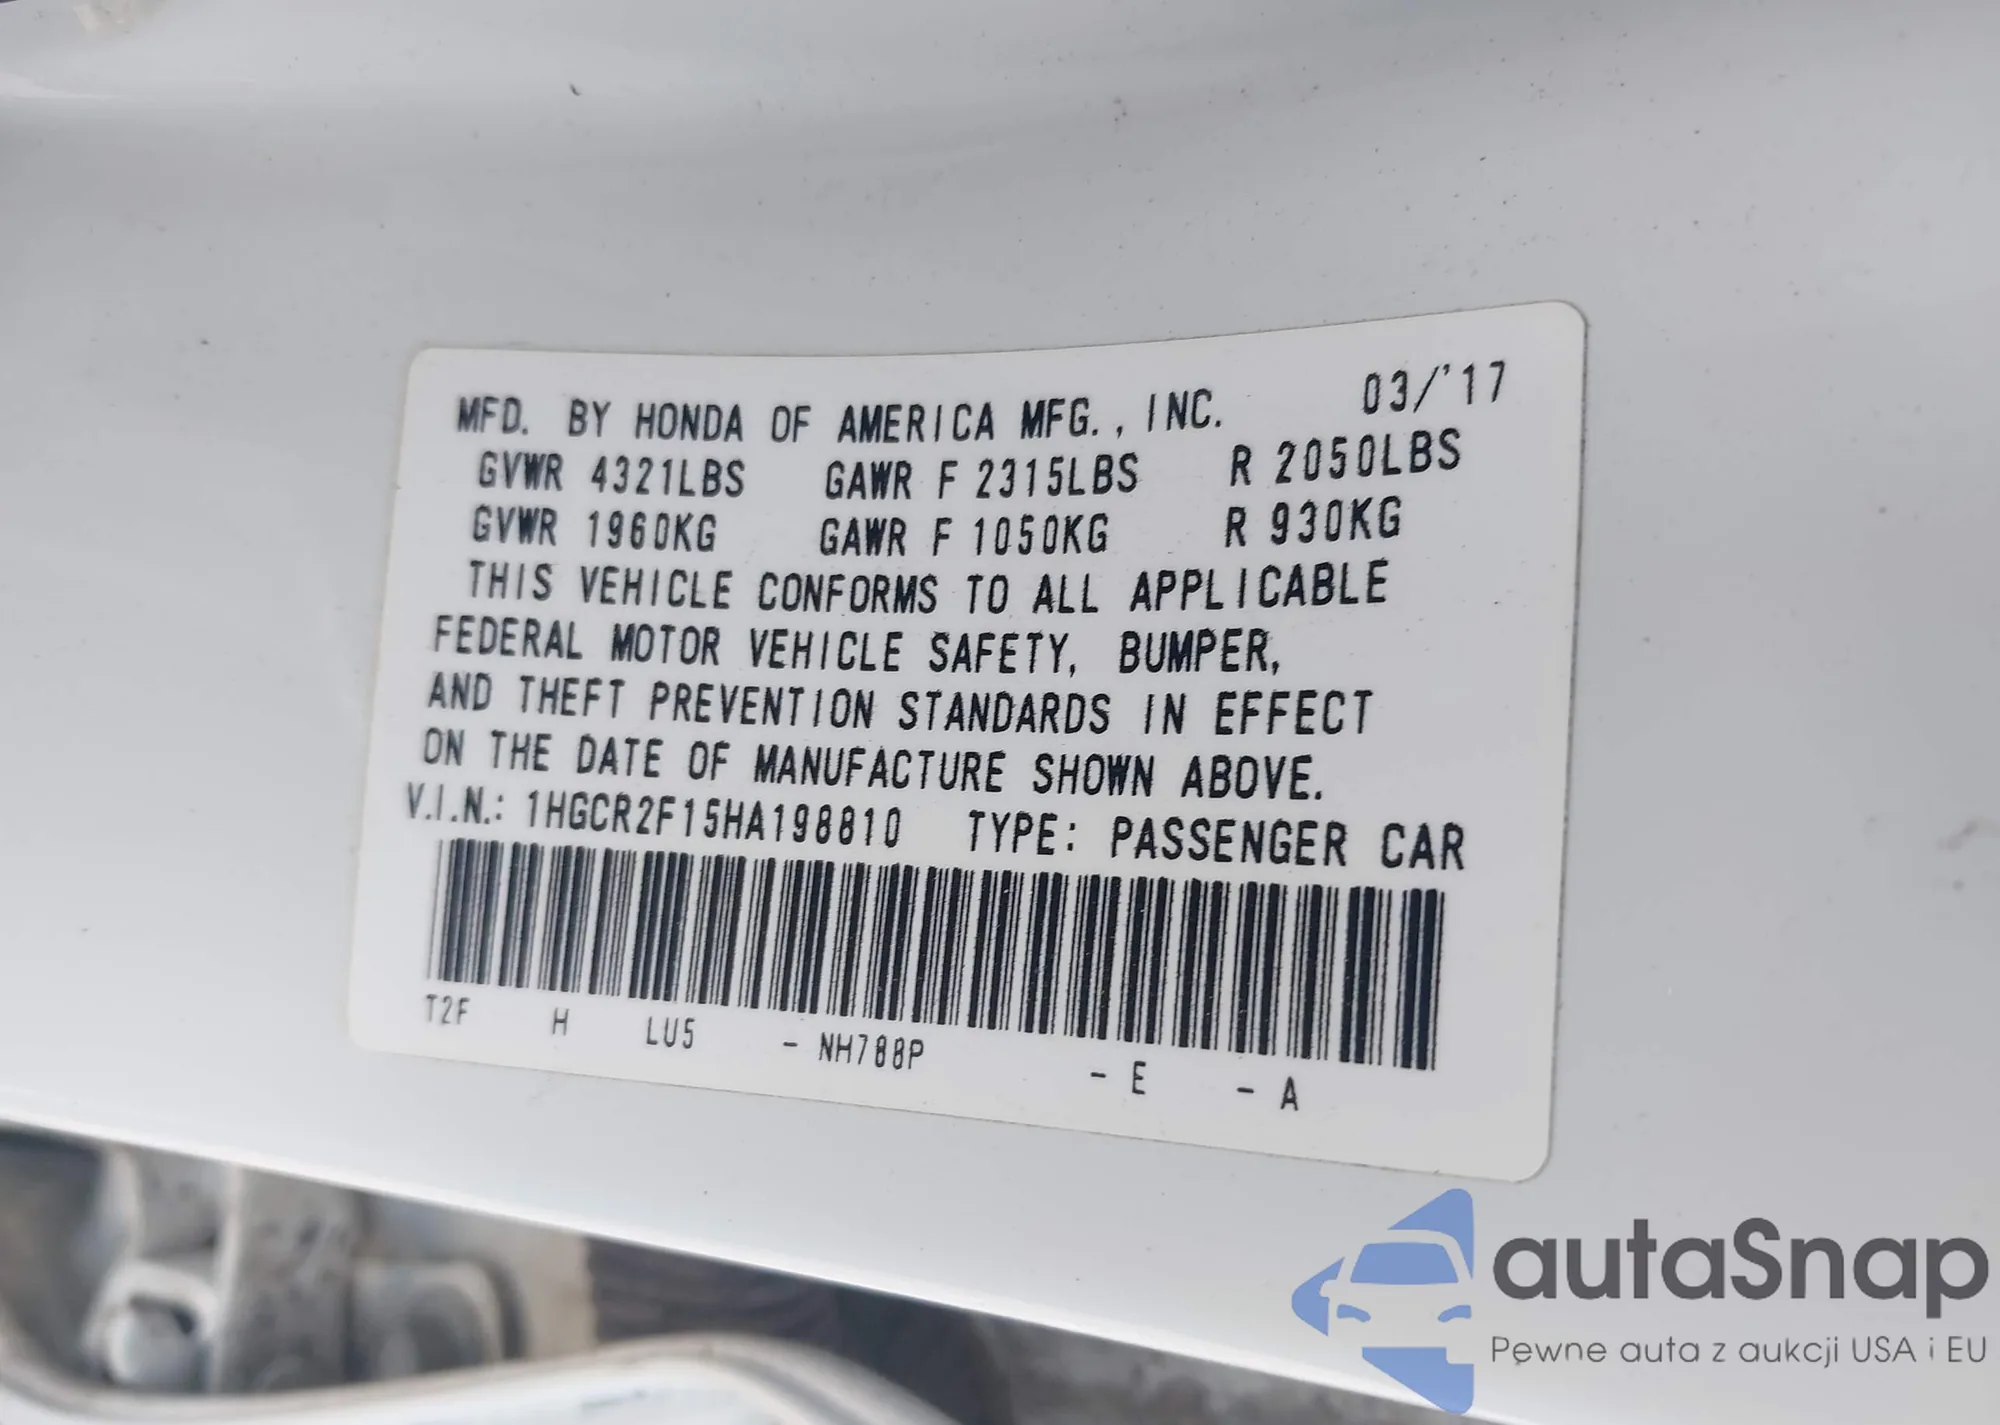 MFD. BY HONDA OF AMERICA MFG., INC. 03/'17
GVWR 4321LBS GAWR F 2315LBS R 2050LBS
GVWR 1960KG GAWR F 1050KG R 930KG
THIS VEHICLE CONFORMS TO ALL APPLICABLE
FEDERAL MOTOR VEHICLE SAFETY, BUMPER,
AND THEFT PREVENTION STANDARDS IN EFFECT
ON THE DATE OF MANUFACTURE SHOWN ABOVE.
V.I.N.: 1HGCR2F15HA198810 TYPE: PASSENGER CAR
T2F H LU5 - NH788P - E - A
autaSnap
Pewne auta z aukcji USA i EU